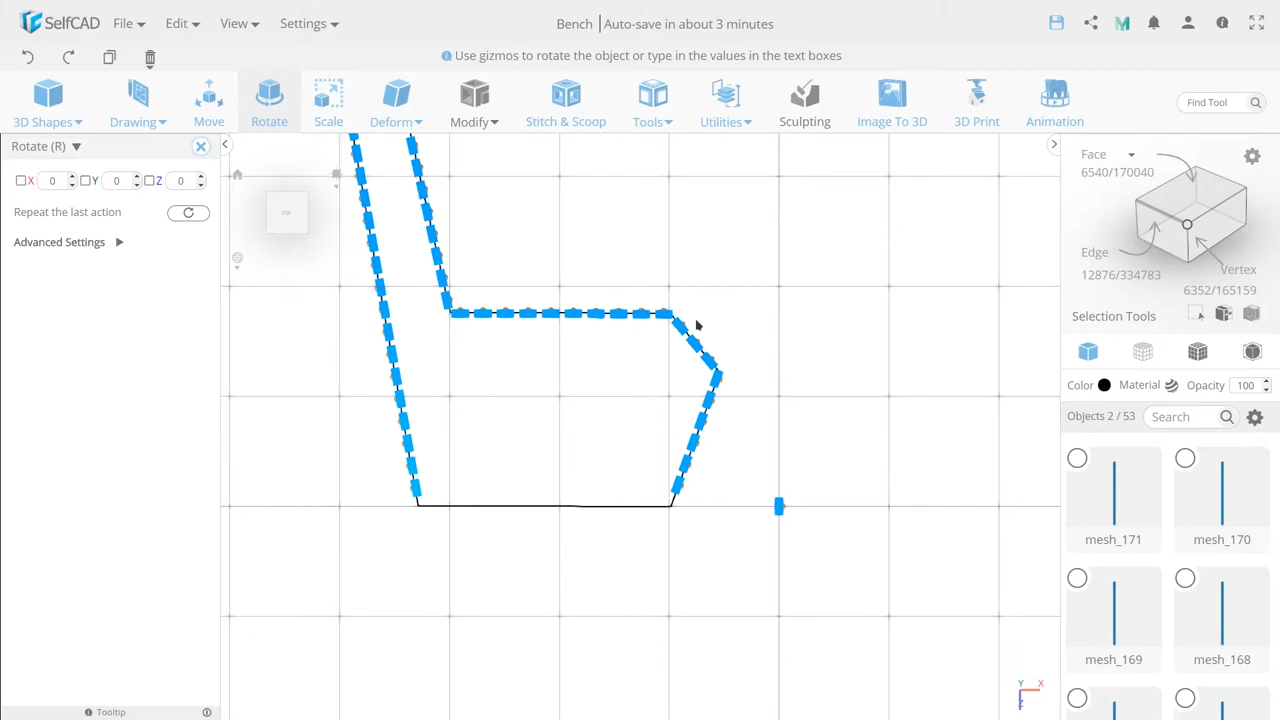 SelfCAD File Edit View Settings Bench Auto-save in about 3 minutes
Use gizmos to rotate the object or type in the values in the text boxes
3D Shapes Drawing Move Rotate Scale Deform Modify Stitch & Scoop Tools Utilities Sculpting Image To 3D 3D Print Animation Find Tool
Rotate (R)
X 0 Y 0 Z 0
Repeat the last action
Advanced Settings
TOP
Face
6540/170040
Edge
12876/334783
Vertex
6352/165159
Selection Tools
Color Material Opacity 100
Objects 2 / 53 Search
mesh_171 mesh_170
mesh_169 mesh_168
Y X
Z
Tooltip